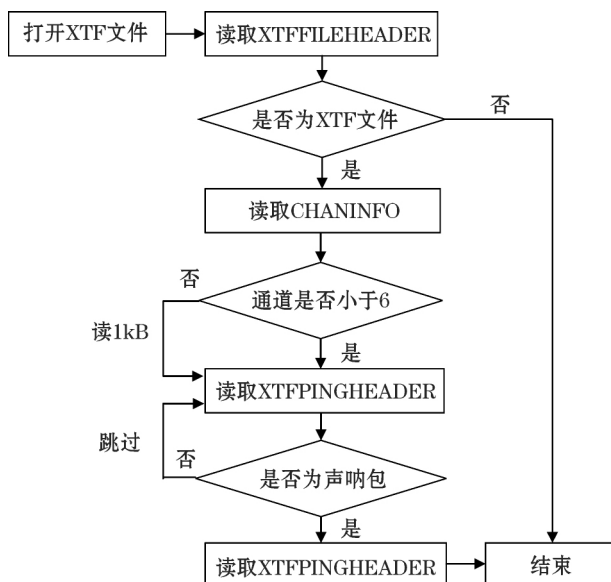 打开XTF文件
读取XTFFILEHEADER
是否为XTF文件
否
是
读取CHANINFO
否
通道是否小于6
读1kB
是
读取XTFPINGHEADER
跳过
否
是否为声呐包
是
读取XTFPINGHEADER
结束